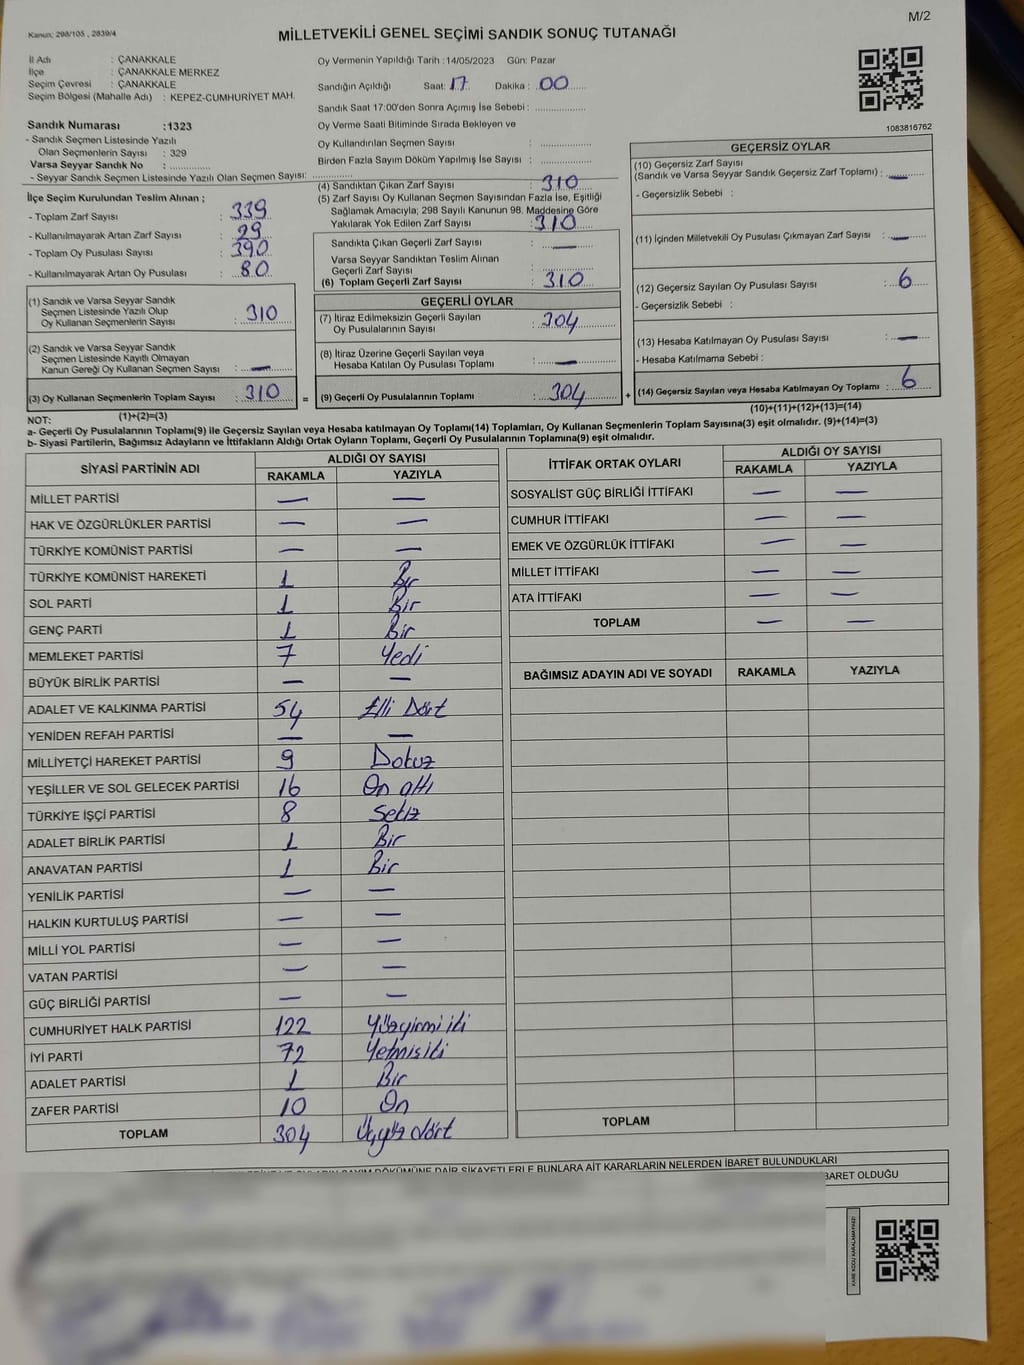 M/2
Kanun; 298/105 , 2839/4
MİLLETVEKİLİ GENEL SEÇİMİ SANDIK SONUÇ TUTANAĞI
İl Adı : ÇANAKKALE
İlçe : ÇANAKKALE MERKEZ
Seçim Çevresi : ÇANAKKALE
Seçim Bölgesi (Mahalle Adı) : KEPEZ-CUMHURİYET MAH.
Sandık Numarası :1323
- Sandık Seçmen Listesinde Yazılı
Olan Seçmenlerin Sayısı : 329
Varsa Seyyar Sandık No :
- Seyyar Sandık Seçmen Listesinde Yazılı Olan Seçmen Sayısı:
Oy Vermenin Yapıldığı Tarih :14/05/2023 Gün: Pazar
Sandığın Açıldığı Saat: 17 Dakika : 00
Sandık Saat 17:00'den Sonra Açımış İse Sebebi :
Oy Verme Saati Bitiminde Sırada Bekleyen ve
Oy Kullandırılan Seçmen Sayısı :
Birden Fazla Sayım Döküm Yapılmış İse Sayısı :
1083816762
İlçe Seçim Kurulundan Teslim Alınan ;
- Toplam Zarf Sayısı : 339
- Kullanılmayarak Artan Zarf Sayısı : 29
- Toplam Oy Pusulası Sayısı : 390
- Kullanılmayarak Artan Oy Pusulası : 80
(4) Sandıktan Çıkan Zarf Sayısı : 310
(5) Zarf Sayısı Oy Kullanan Seçmen Sayısından Fazla İse, Eşitliği
Sağlamak Amacıyla; 298 Sayılı Kanunun 98. Maddesine Göre
Yakılarak Yok Edilen Zarf Sayısı : 310
Sandıkta Çıkan Geçerli Zarf Sayısı : —
Varsa Seyyar Sandıktan Teslim Alınan
Geçerli Zarf Sayısı :
(6) Toplam Geçerli Zarf Sayısı : 310
GEÇERSİZ OYLAR
(10) Geçersiz Zarf Sayısı
(Sandık ve Varsa Seyyar Sandık Geçersiz Zarf Toplamı) : —
- Geçersizlik Sebebi :
(11) İçinden Milletvekili Oy Pusulası Çıkmayan Zarf Sayısı : —
(12) Geçersiz Sayılan Oy Pusulası Sayısı : 6
- Geçersizlik Sebebi :
(13) Hesaba Katılmayan Oy Pusulası Sayısı : —
- Hesaba Katılmama Sebebi :
(14) Geçersiz Sayılan veya Hesaba Katılmayan Oy Toplamı : 6
(1) Sandık ve Varsa Seyyar Sandık
Seçmen Listesinde Yazılı Olup
Oy Kullanan Seçmenlerin Sayısı : 310
(2) Sandık ve Varsa Seyyar Sandık
Seçmen Listesinde Kayıtlı Olmayan
Kanun Gereği Oy Kullanan Seçmen Sayısı : —
(3) Oy Kullanan Seçmenlerin Toplam Sayısı : 310 =
GEÇERLİ OYLAR
(7) İtiraz Edilmeksizin Geçerli Sayılan
Oy Pusulalarının Sayısı : 304
(8) İtiraz Üzerine Geçerli Sayılan veya
Hesaba Katılan Oy Pusulası Toplamı : —
(9) Geçerli Oy Pusulalarının Toplamı : 304 +
(1)+(2)=(3)
(10)+(11)+(12)+(13)=(14)
NOT:
a- Geçerli Oy Pusulalarının Toplamı(9) ile Geçersiz Sayılan veya Hesaba katılmayan Oy Toplamı(14) Toplamları, Oy Kullanan Seçmenlerin Toplam Sayısına(3) eşit olmalıdır. (9)+(14)=(3)
b- Siyasi Partilerin, Bağımsız Adayların ve İttifakların Aldığı Ortak Oyların Toplamı, Geçerli Oy Pusulalarının Toplamına(9) eşit olmalıdır.
SİYASİ PARTİNİN ADI ALDIĞI OY SAYISI
RAKAMLA YAZIYLA
MİLLET PARTİSİ — —
HAK VE ÖZGÜRLÜKLER PARTİSİ — —
TÜRKİYE KOMÜNİST PARTİSİ — —
TÜRKİYE KOMÜNİST HAREKETİ 1 Bir
SOL PARTİ 1 Bir
GENÇ PARTİ 1 Bir
MEMLEKET PARTİSİ 7 Yedi
BÜYÜK BİRLİK PARTİSİ — —
ADALET VE KALKINMA PARTİSİ 54 Elli Dört
YENİDEN REFAH PARTİSİ — —
MİLLİYETÇİ HAREKET PARTİSİ 9 Dokuz
YEŞİLLER VE SOL GELECEK PARTİSİ 16 On altı
TÜRKİYE İŞÇİ PARTİSİ 8 Sekiz
ADALET BİRLİK PARTİSİ 1 Bir
ANAVATAN PARTİSİ 1 Bir
YENİLİK PARTİSİ — —
HALKIN KURTULUŞ PARTİSİ — —
MİLLİ YOL PARTİSİ — —
VATAN PARTİSİ — —
GÜÇ BİRLİĞİ PARTİSİ — —
CUMHURİYET HALK PARTİSİ 122 Yüzyirmi iki
İYİ PARTİ 72 Yetmiş iki
ADALET PARTİSİ 1 Bir
ZAFER PARTİSİ 10 On
TOPLAM 304 Üçyüz dört
İTTİFAK ORTAK OYLARI ALDIĞI OY SAYISI
RAKAMLA YAZIYLA
SOSYALİST GÜÇ BİRLİĞİ İTTİFAKI — —
CUMHUR İTTİFAKI — —
EMEK VE ÖZGÜRLÜK İTTİFAKI — —
MİLLET İTTİFAKI — —
ATA İTTİFAKI — —
TOPLAM — —
BAĞIMSIZ ADAYIN ADI VE SOYADI RAKAMLA YAZIYLA
TOPLAM
SAYIM DÖKÜMÜNE DAİR ŞİKAYETLERLE BUNLARA AİT KARARLARIN NELERDEN İBARET BULUNDUKLARI
İBARET OLDUĞU
KARE KODU KARALAMAYINIZ!